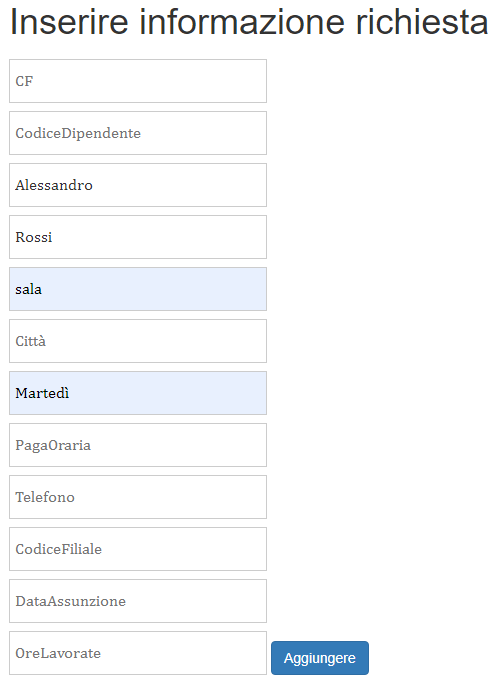 Inserire informazione richiesta
CF
CodiceDipendente
Alessandro
Rossi
sala
Città
Martedì
PagaOraria
Telefono
CodiceFiliale
DataAssunzione
OreLavorate
Aggiungere